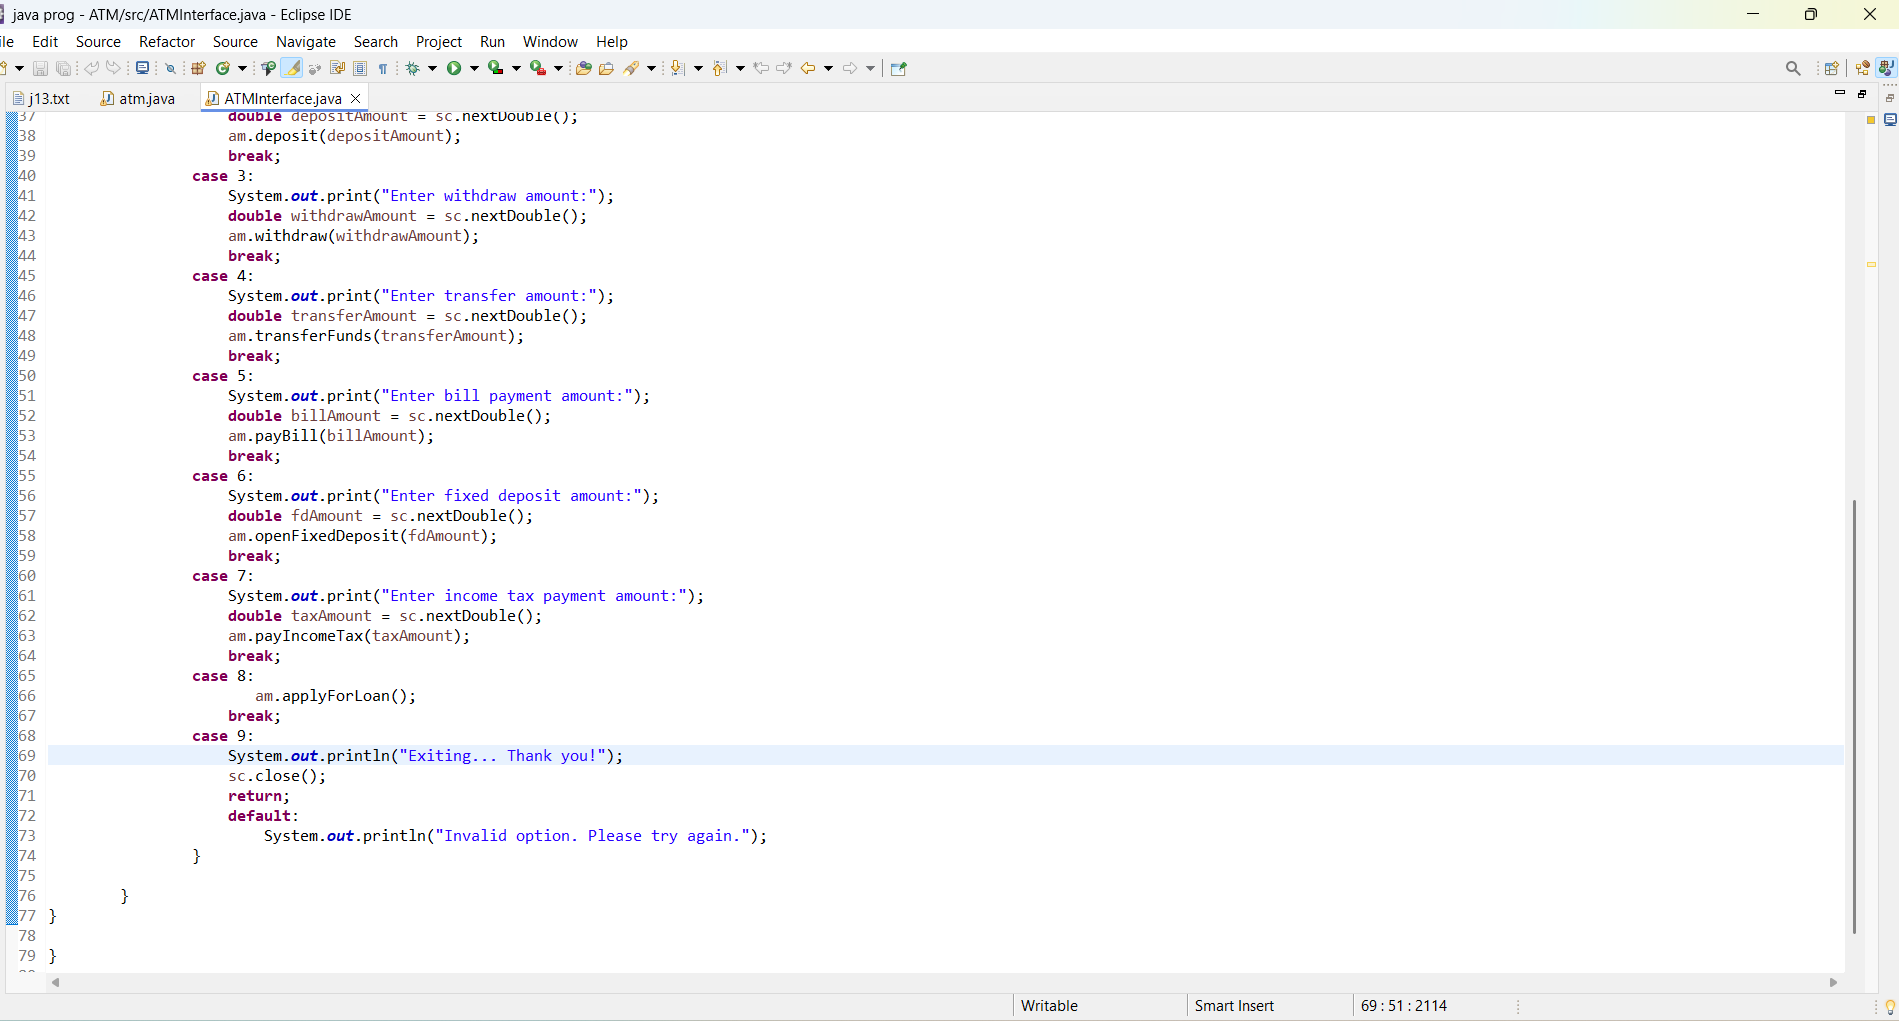 java prog - ATM/src/ATMInterface.java - Eclipse IDE
Edit Source Refactor Source Navigate Search Project Run Window Help
j13.txt atm.java ATMInterface.java
37 double depositAmount = sc.nextDouble();
38 am.deposit(depositAmount);
39 break;
40 case 3:
41 System.out.print("Enter withdraw amount:");
42 double withdrawAmount = sc.nextDouble();
43 am.withdraw(withdrawAmount);
44 break;
45 case 4:
46 System.out.print("Enter transfer amount:");
47 double transferAmount = sc.nextDouble();
48 am.transferFunds(transferAmount);
49 break;
50 case 5:
51 System.out.print("Enter bill payment amount:");
52 double billAmount = sc.nextDouble();
53 am.payBill(billAmount);
54 break;
55 case 6:
56 System.out.print("Enter fixed deposit amount:");
57 double fdAmount = sc.nextDouble();
58 am.openFixedDeposit(fdAmount);
59 break;
60 case 7:
61 System.out.print("Enter income tax payment amount:");
62 double taxAmount = sc.nextDouble();
63 am.payIncomeTax(taxAmount);
64 break;
65 case 8:
66 am.applyForLoan();
67 break;
68 case 9:
69 System.out.println("Exiting... Thank you!");
70 sc.close();
71 return;
72 default:
73 System.out.println("Invalid option. Please try again.");
74 }
75
76 }
77 }
78
79 }
Writable Smart Insert 69 : 51 : 2114